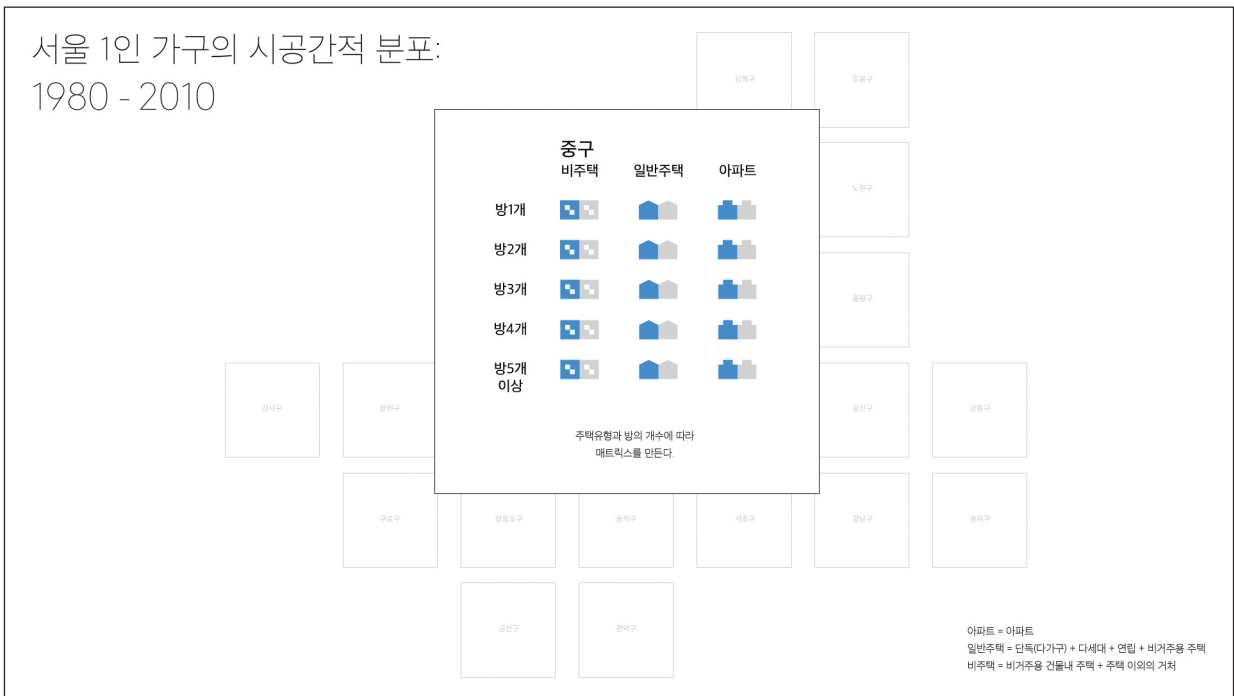 서울 1인 가구의 시공간적 분포:
1980 - 2010
강북구
도봉구
노원구
중랑구
중구
비주택
일반주택
아파트
방1개
방2개
방3개
방4개
방5개
이상
주택유형과 방의 개수에 따라
매트릭스를 만든다.
강서구
양천구
광진구
강동구
구로구
영등포구
동작구
서초구
강남구
송파구
금천구
관악구
아파트 = 아파트
일반주택 = 단독(다가구) + 다세대 + 연립 + 비거주용 주택
비주택 = 비거주용 건물내 주택 + 주택 이외의 거처